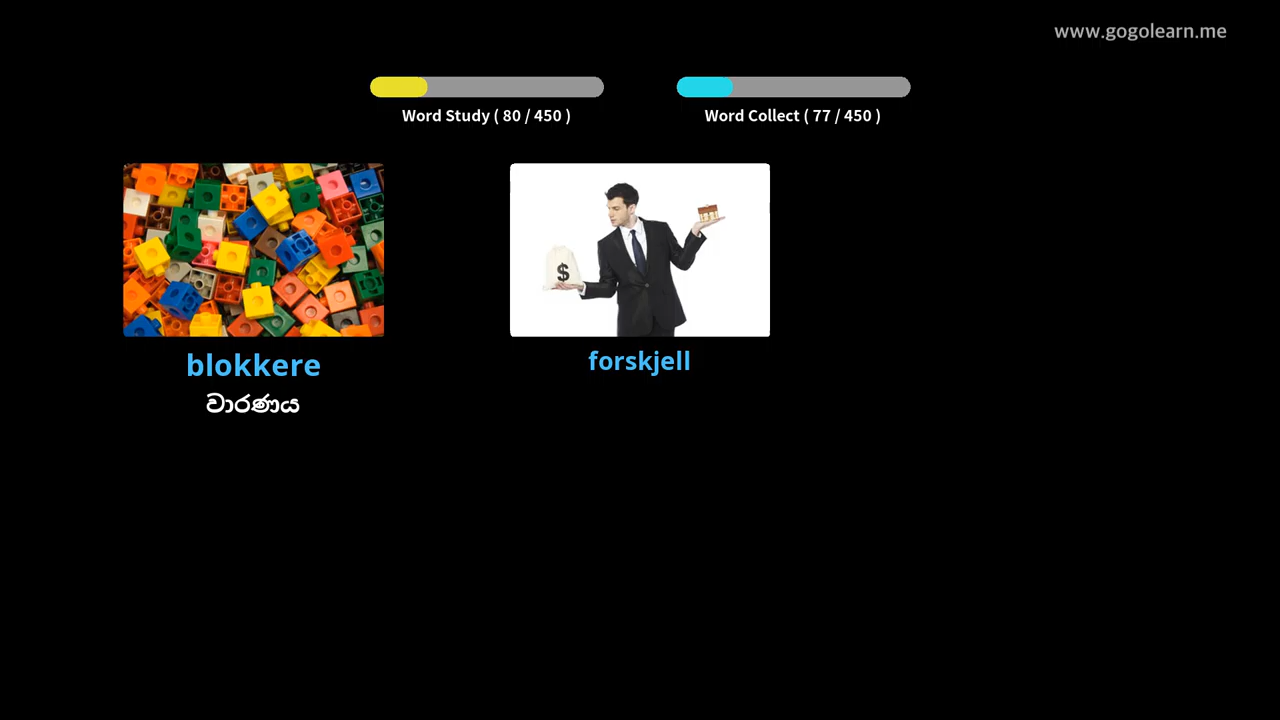 www.gogolearn.me
Word Study ( 80 / 450 )
Word Collect ( 77 / 450 )
$
blokkere
forskjell
වාරණය